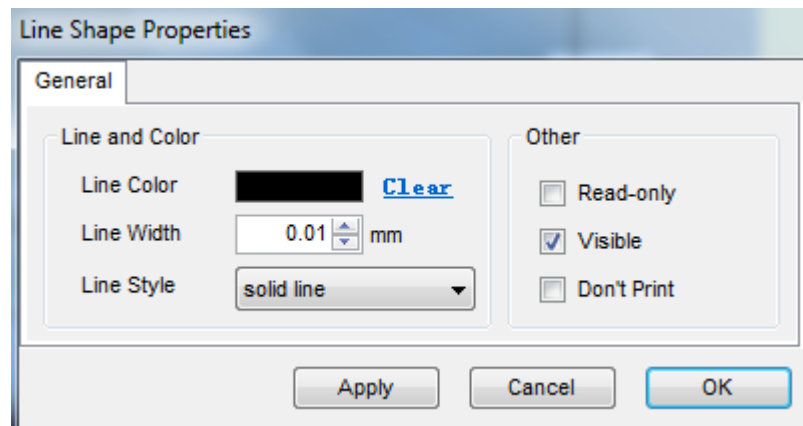 Line Shape Properties
General
Line and Color
Line Color Clear
Line Width 0.01 mm
Line Style solid line
Other
Read-only
Visible
Don't Print
Apply Cancel OK